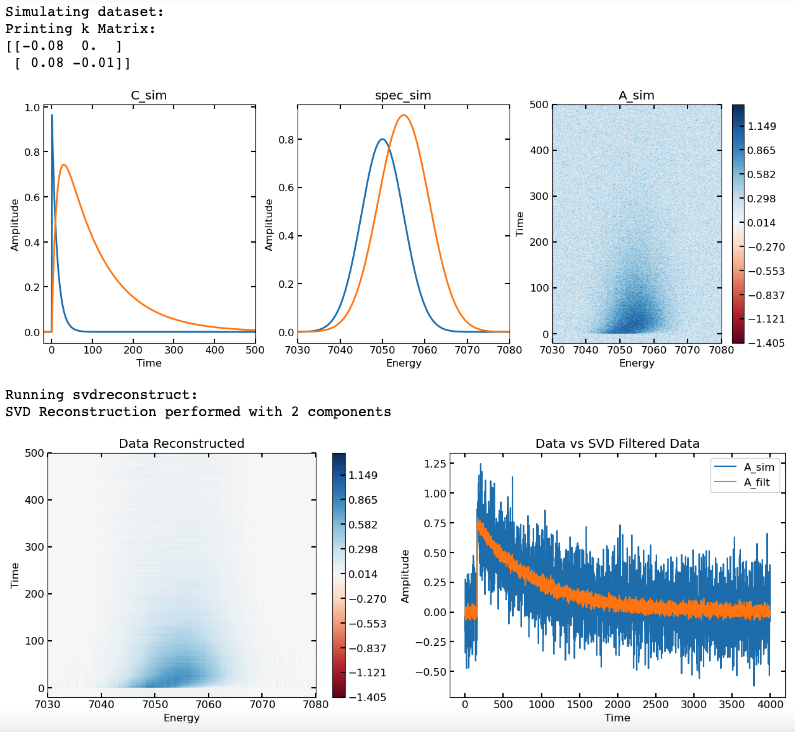 Simulating dataset:
Printing k Matrix:
[[-0.08  0.  ]
 [ 0.08 -0.01]]
C_sim
1.0
0.8
0.6
0.4
0.2
0.0
Amplitude
0 100 200 300 400 500
Time
spec_sim
0.8
0.6
0.4
0.2
0.0
Amplitude
7030 7040 7050 7060 7070 7080
Energy
A_sim
500
400
300
200
100
0
Time
7030 7040 7050 7060 7070 7080
Energy
1.149
0.865
0.582
0.298
0.014
−0.270
−0.553
−0.837
−1.121
−1.405
Running svdreconstruct:
SVD Reconstruction performed with 2 components
Data Reconstructed
500
400
300
200
100
0
Time
7030 7040 7050 7060 7070 7080
Energy
1.149
0.865
0.582
0.298
0.014
−0.270
−0.553
−0.837
−1.121
−1.405
Data vs SVD Filtered Data
1.25
1.00
0.75
0.50
0.25
0.00
−0.25
−0.50
Amplitude
A_sim
A_filt
0 500 1000 1500 2000 2500 3000 3500 4000
Time